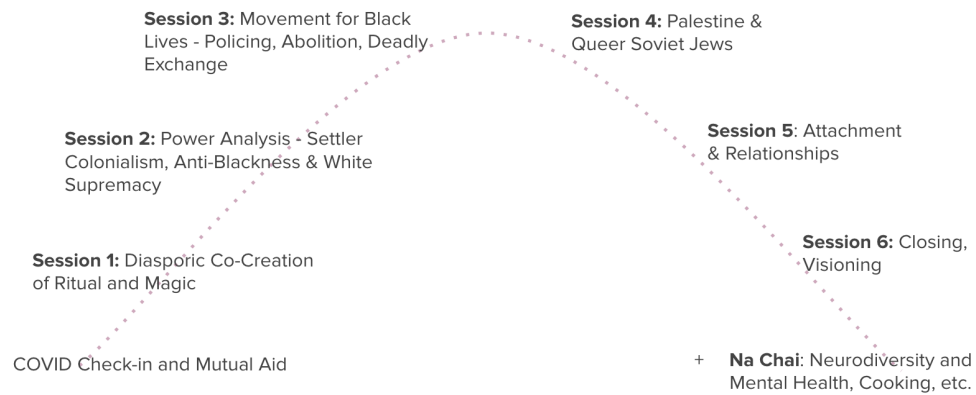 Session 3: Movement for Black
Lives - Policing, Abolition, Deadly
Exchange
Session 4: Palestine &
Queer Soviet Jews
Session 2: Power Analysis - Settler
Colonialism, Anti-Blackness & White
Supremacy
Session 5: Attachment
& Relationships
Session 1: Diasporic Co-Creation
of Ritual and Magic
Session 6: Closing,
Visioning
COVID Check-in and Mutual Aid
+ Na Chai: Neurodiversity and
Mental Health, Cooking, etc.